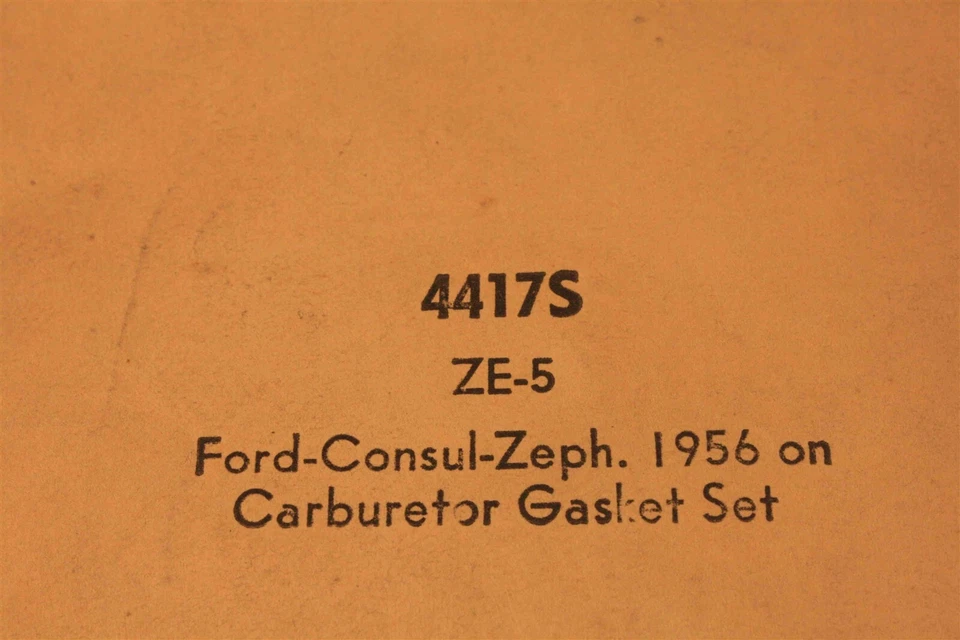 4417S
ZE-5
Ford-Consul-Zeph. 1956 on
Carburetor Gasket Set